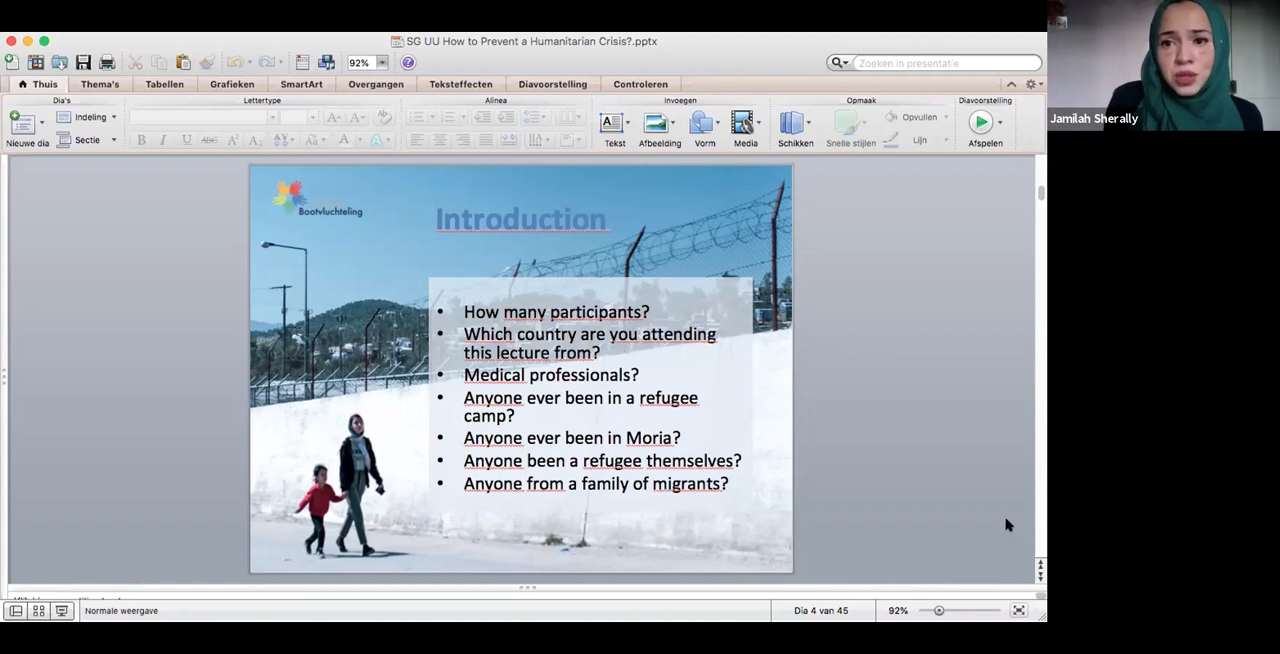 SG UU How to Prevent a Humanitarian Crisis?.pptx
92%
Zoeken in presentatie
Thuis
Thema's
Tabellen
Grafieken
SmartArt
Overgangen
Teksteffecten
Diavoorstelling
Controleren
Dia's
Lettertype
Alinea
Invoegen
Opmaak
Diavoorstelling
Nieuwe dia
Indeling
Sectie
B I U ABC
Tekst
Afbeelding
Vorm
Media
Schikken
Snelle stijlen
Opvullen
Lijn
Afspelen
Jamilah Sherally
Bootvluchteling
Introduction
• How many participants?
• Which country are you attending
this lecture from?
• Medical professionals?
• Anyone ever been in a refugee
camp?
• Anyone ever been in Moria?
• Anyone been a refugee themselves?
• Anyone from a family of migrants?
Normale weergave
Dia 4 van 45
92%